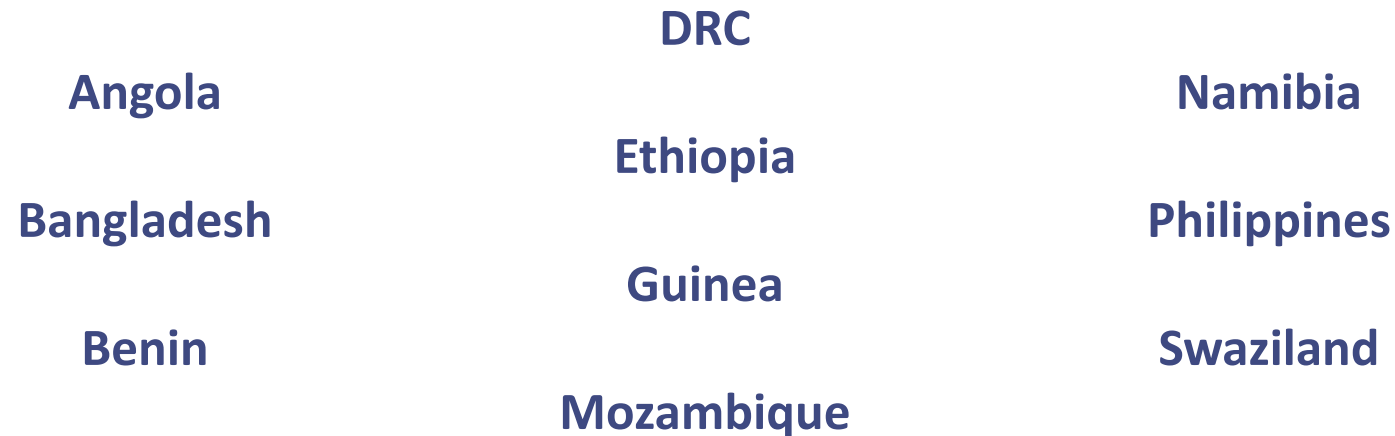 DRC
Angola
Namibia
Ethiopia
Bangladesh
Philippines
Guinea
Benin
Swaziland
Mozambique